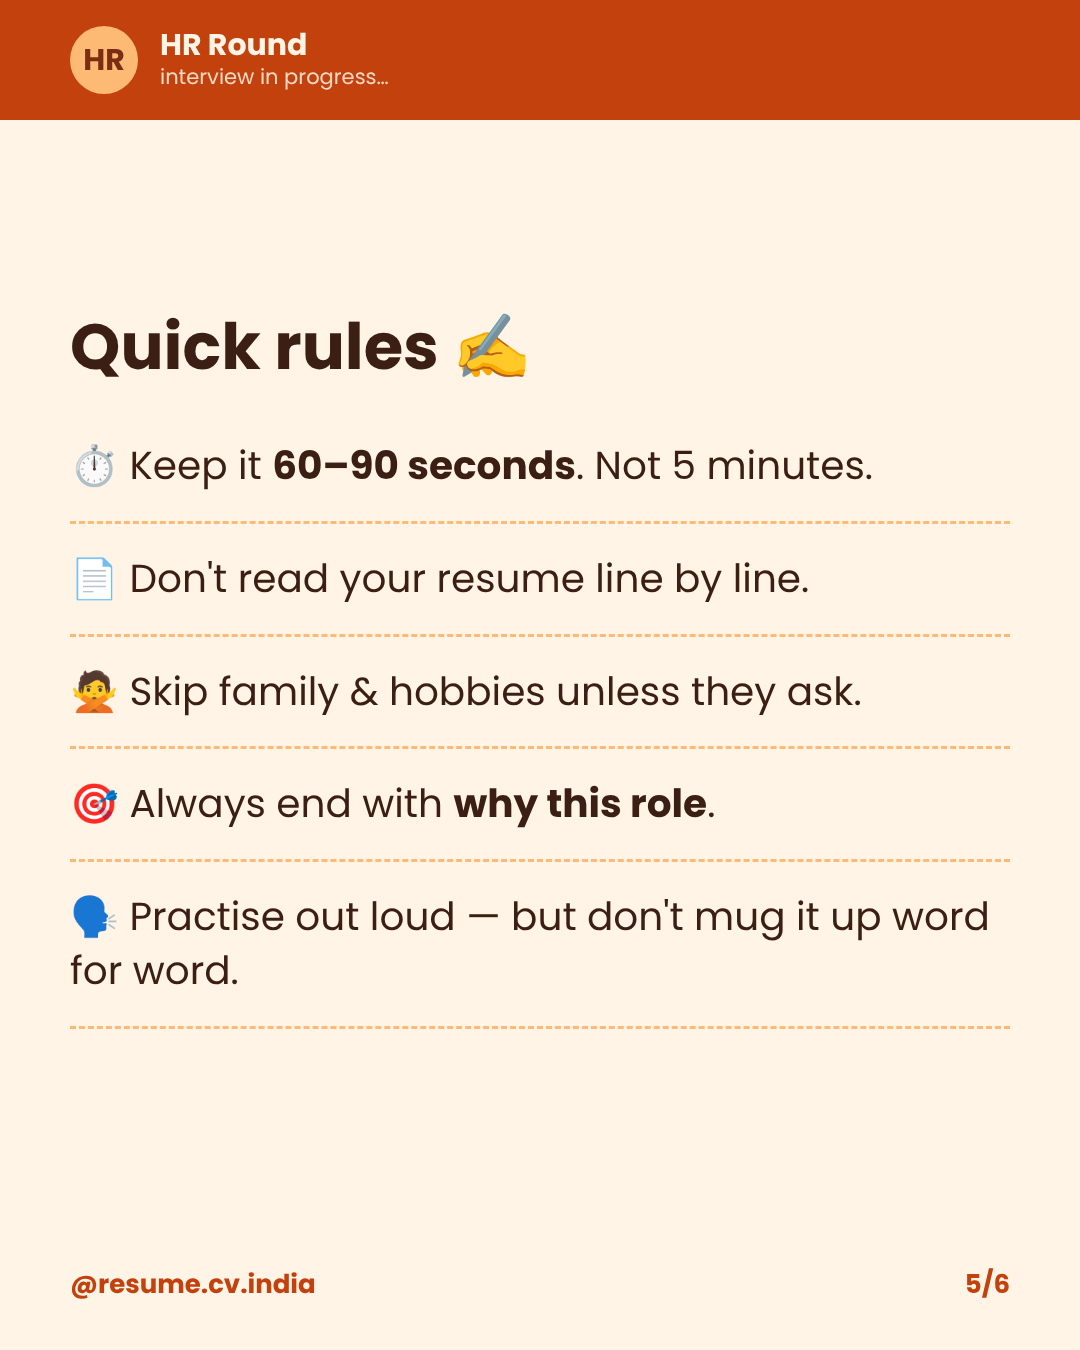 HR
HR Round
interview in progress...
Quick rules ✍️
⏱️ Keep it 60–90 seconds. Not 5 minutes.
📄 Don't read your resume line by line.
🙅 Skip family & hobbies unless they ask.
🎯 Always end with why this role.
🗣️ Practise out loud — but don't mug it up word
for word.
@resume.cv.india
5/6